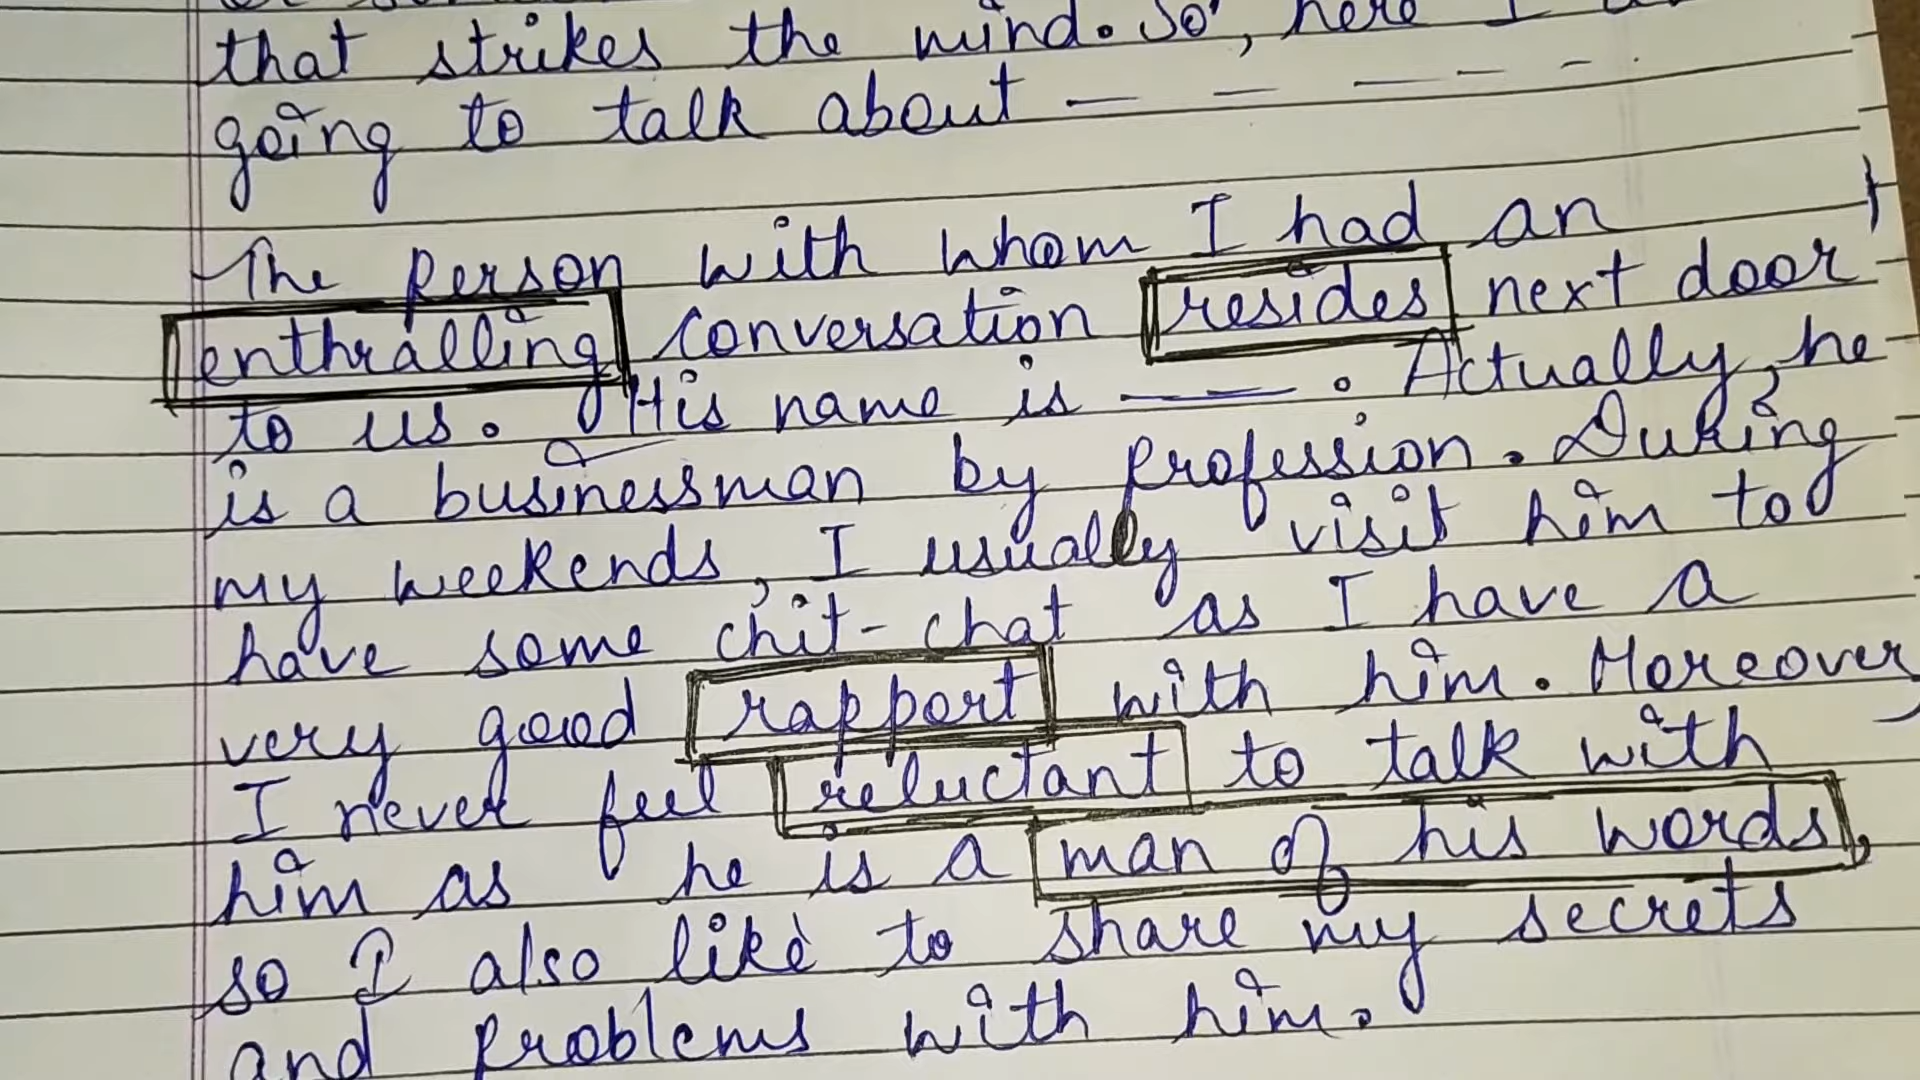 that strikes the mind. So, here I
going to talk about — — — — -
The person with whom I had an
enthralling conversation resides next door
to us. His name is — — . Actually, he
is a businessman by profession. During
my weekends, I usually visit him to
have some chit-chat as I have a
very good rapport with him. Moreover,
I never feel reluctant to talk with
him as he is a man of his words,
so I also like to share my secrets
and problems with him.